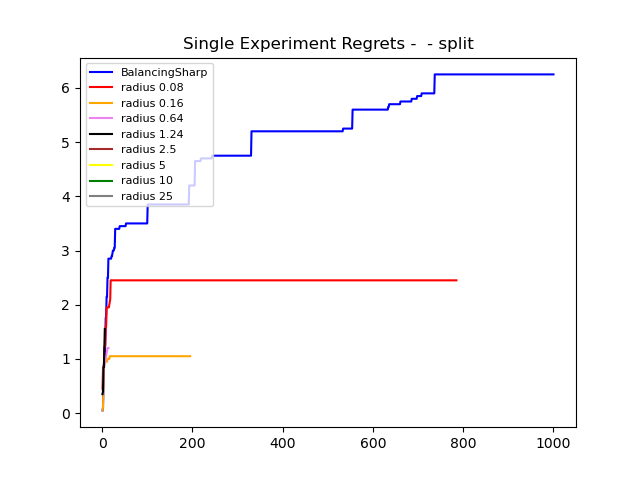 Single Experiment Regrets -  - split
BalancingSharp
radius 0.08
radius 0.16
radius 0.64
radius 1.24
radius 2.5
radius 5
radius 10
radius 25
6
5
4
3
2
1
0
0 200 400 600 800 1000